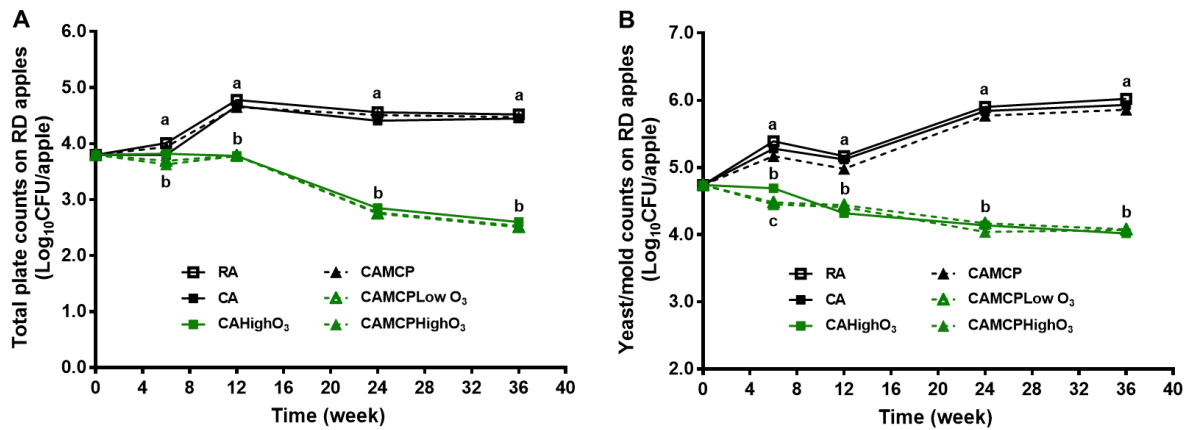 A
Total plate counts on RD apples
(Log₁₀CFU/apple)
6.0
5.0
4.0
3.0
2.0
1.0
0.0
a
a
a
a
b
b
b
b
RA
CA
CAHighO₃
CAMCP
CAMCPLow O₃
CAMCPHighO₃
0 4 8 12 16 20 24 28 32 36 40
Time (week)
B
Yeast/mold counts on RD apples
(Log₁₀CFU/apple)
7.0
6.0
5.0
4.0
3.0
2.0
a
a
a
a
b
b
b
b
c
RA
CA
CAHighO₃
CAMCP
CAMCPLow O₃
CAMCPHighO₃
0 4 8 12 16 20 24 28 32 36 40
Time (week)